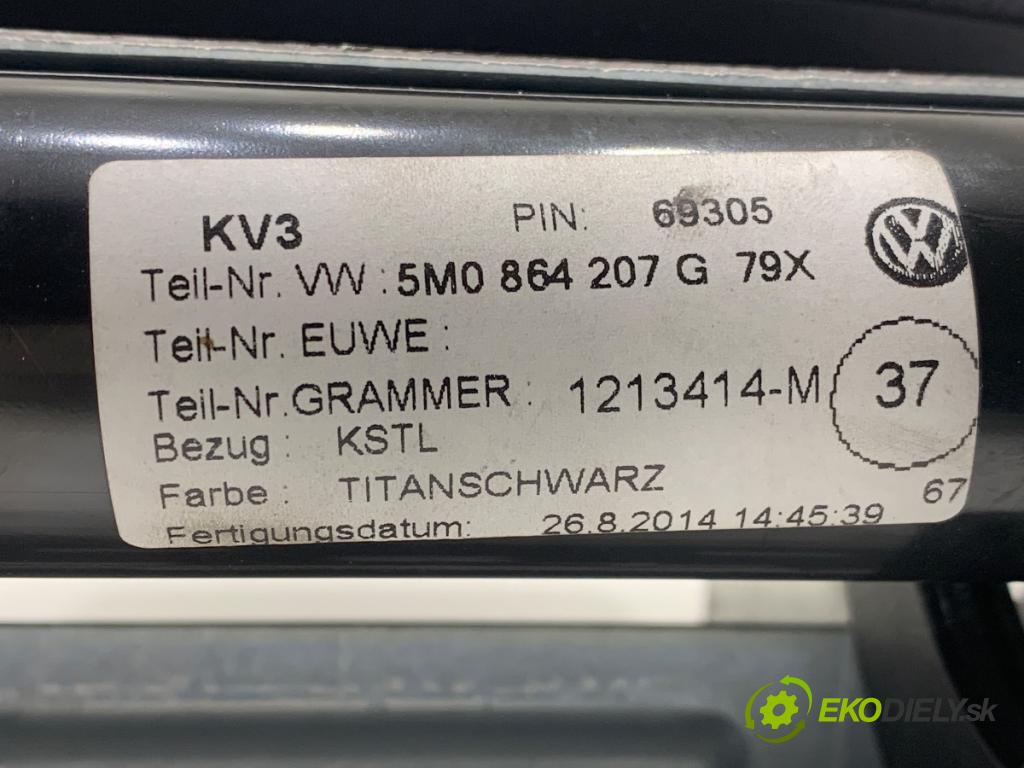 KV3 PIN: 69305
Teil-Nr. VW : 5M0 864 207 G 79X
Teil-Nr. EUWE :
Teil-Nr.GRAMMER : 1213414-M 37
Bezug : KSTL
Farbe : TITANSCHWARZ 67
Fertigungsdatum: 26.8.2014 14:45:39
EKODIELY.sk